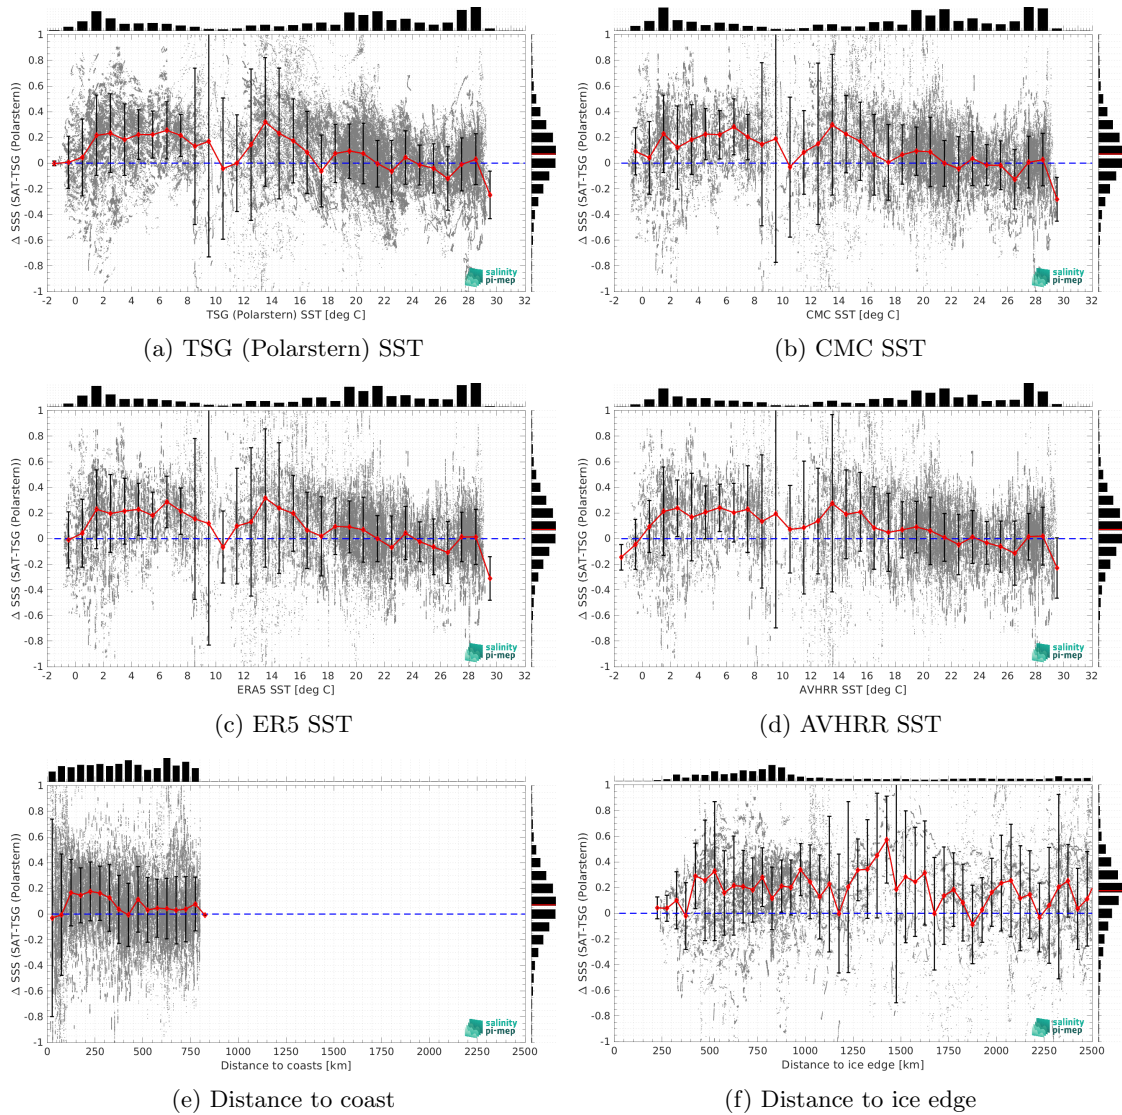 1
0.8
0.6
0.4
0.2
0
-0.2
-0.4
-0.6
-0.8
-1
Δ SSS (SAT-TSG (Polarstern))
-2 0 2 4 6 8 10 12 14 16 18 20 22 24 26 28 30 32
TSG (Polarstern) SST [deg C]
salinity
pi-mep
(a) TSG (Polarstern) SST
1
0.8
0.6
0.4
0.2
0
-0.2
-0.4
-0.6
-0.8
-1
Δ SSS (SAT-TSG (Polarstern))
-2 0 2 4 6 8 10 12 14 16 18 20 22 24 26 28 30 32
CMC SST [deg C]
salinity
pi-mep
(b) CMC SST
1
0.8
0.6
0.4
0.2
0
-0.2
-0.4
-0.6
-0.8
-1
Δ SSS (SAT-TSG (Polarstern))
-2 0 2 4 6 8 10 12 14 16 18 20 22 24 26 28 30 32
ERA5 SST [deg C]
salinity
pi-mep
(c) ER5 SST
1
0.8
0.6
0.4
0.2
0
-0.2
-0.4
-0.6
-0.8
-1
Δ SSS (SAT-TSG (Polarstern))
-2 0 2 4 6 8 10 12 14 16 18 20 22 24 26 28 30 32
AVHRR SST [deg C]
salinity
pi-mep
(d) AVHRR SST
1
0.8
0.6
0.4
0.2
0
-0.2
-0.4
-0.6
-0.8
-1
Δ SSS (SAT-TSG (Polarstern))
0 250 500 750 1000 1250 1500 1750 2000 2250 2500
Distance to coasts [km]
salinity
pi-mep
(e) Distance to coast
1
0.8
0.6
0.4
0.2
0
-0.2
-0.4
-0.6
-0.8
-1
Δ SSS (SAT-TSG (Polarstern))
0 250 500 750 1000 1250 1500 1750 2000 2250 2500
Distance to ice edge [km]
salinity
pi-mep
(f) Distance to ice edge